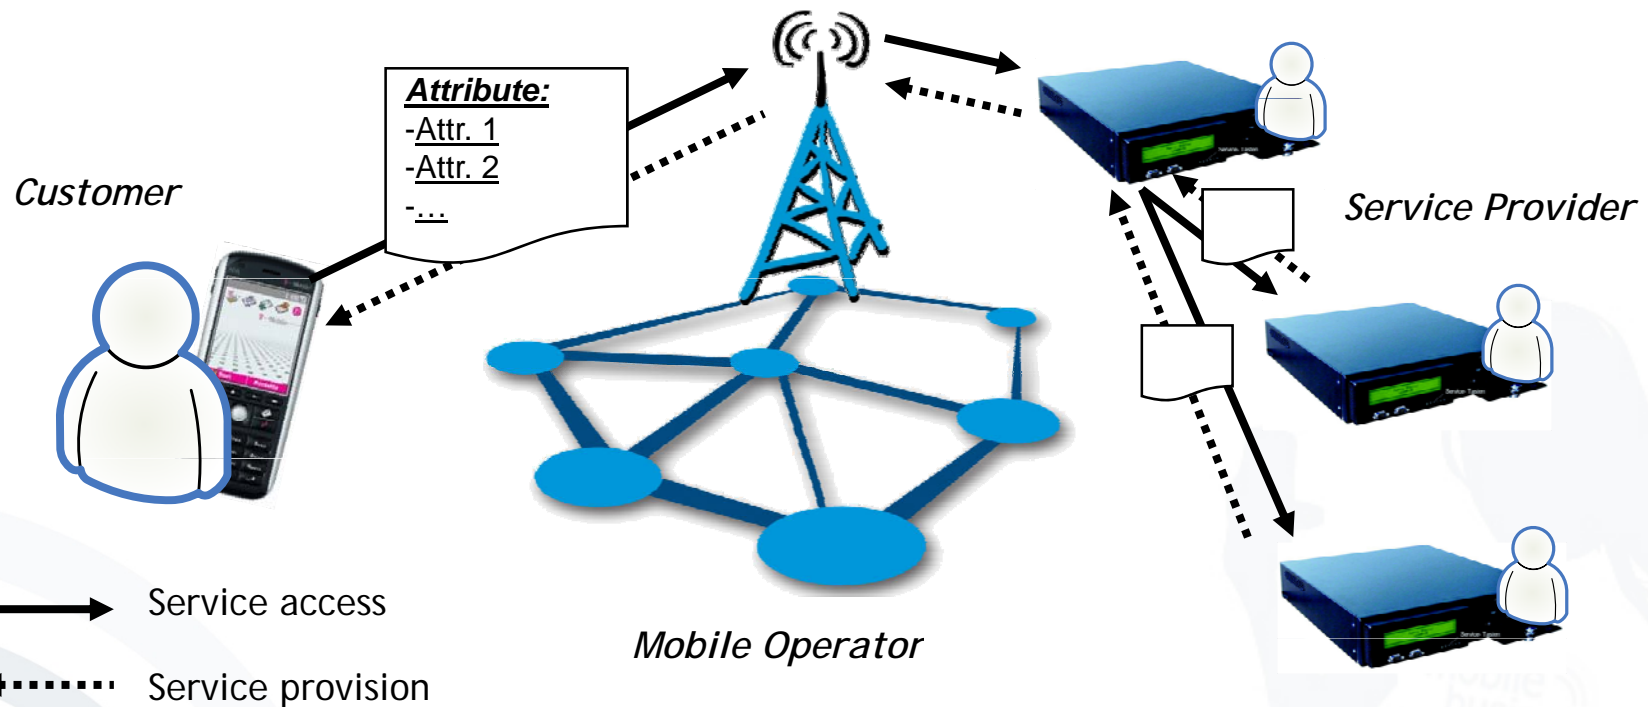 Attribute:
-Attr. 1
-Attr. 2
-...
Customer
Service Provider
Service access
Mobile Operator
Service provision